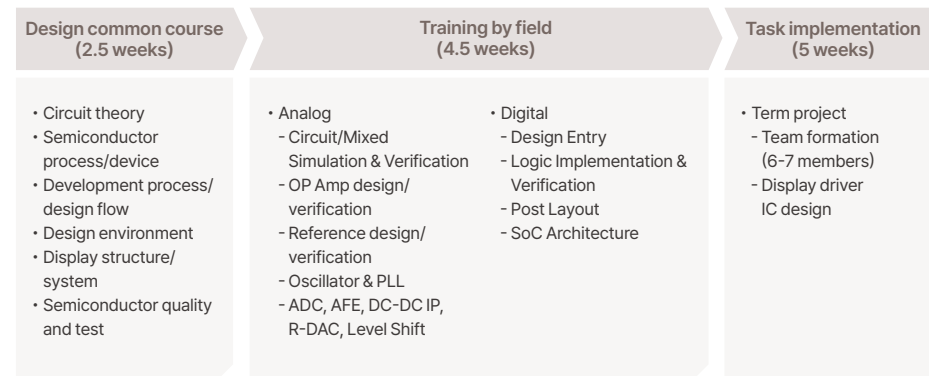 Design common course
(2.5 weeks)
• Circuit theory
• Semiconductor
process/device
• Development process/
design flow
• Design environment
• Display structure/
system
• Semiconductor quality
and test
Training by field
(4.5 weeks)
• Analog
- Circuit/Mixed
Simulation & Verification
- OP Amp design/
verification
- Reference design/
verification
- Oscillator & PLL
- ADC, AFE, DC-DC IP,
R-DAC, Level Shift
• Digital
- Design Entry
- Logic Implementation &
Verification
- Post Layout
- SoC Architecture
Task implementation
(5 weeks)
• Term project
- Team formation
(6-7 members)
- Display driver
IC design